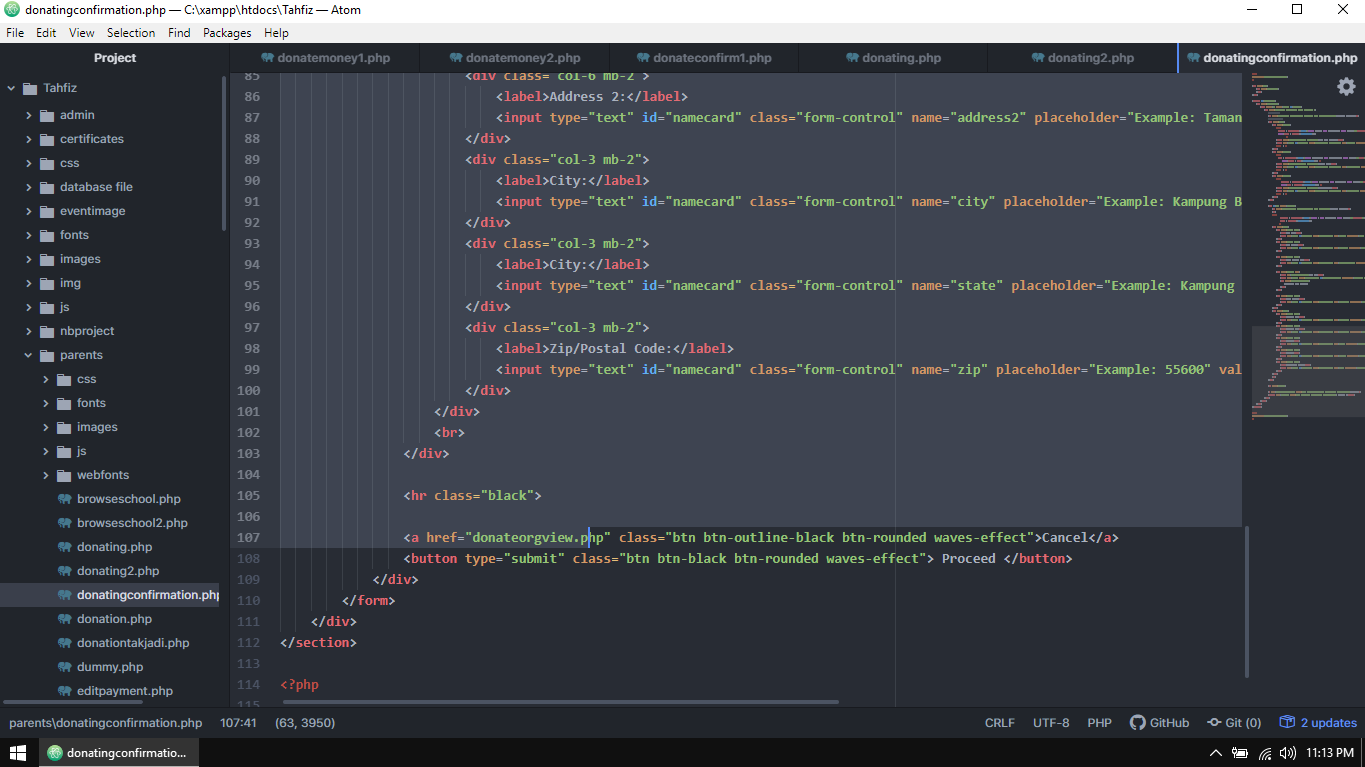 donatingconfirmation.php — C:\xampp\htdocs\Tahfiz — Atom
File Edit View Selection Find Packages Help
Project
donatemoney1.php donatemoney2.php donateconfirm1.php donating.php donating2.php donatingconfirmation.php
Tahfiz
admin
certificates
css
database file
eventimage
fonts
images
img
js
nbproject
parents
css
fonts
images
js
webfonts
browseschool.php
browseschool2.php
donating.php
donating2.php
donatingconfirmation.php
donation.php
donationtakjadi.php
dummy.php
editpayment.php
85 <div class="col-6 mb-2">
86 <label>Address 2:</label>
87 <input type="text" id="namecard" class="form-control" name="address2" placeholder="Example: Taman
88 </div>
89 <div class="col-3 mb-2">
90 <label>City:</label>
91 <input type="text" id="namecard" class="form-control" name="city" placeholder="Example: Kampung B
92 </div>
93 <div class="col-3 mb-2">
94 <label>City:</label>
95 <input type="text" id="namecard" class="form-control" name="state" placeholder="Example: Kampung
96 </div>
97 <div class="col-3 mb-2">
98 <label>Zip/Postal Code:</label>
99 <input type="text" id="namecard" class="form-control" name="zip" placeholder="Example: 55600" val
100 </div>
101 </div>
102 <br>
103 </div>
104
105 <hr class="black">
106
107 <a href="donateorgview.php" class="btn btn-outline-black btn-rounded waves-effect">Cancel</a>
108 <button type="submit" class="btn btn-black btn-rounded waves-effect"> Proceed </button>
109 </div>
110 </form>
111 </div>
112 </section>
113
114 <?php
115
parents\donatingconfirmation.php 107:41 (63, 3950) CRLF UTF-8 PHP GitHub Git (0) 2 updates
donatingconfirmatio... 11:13 PM